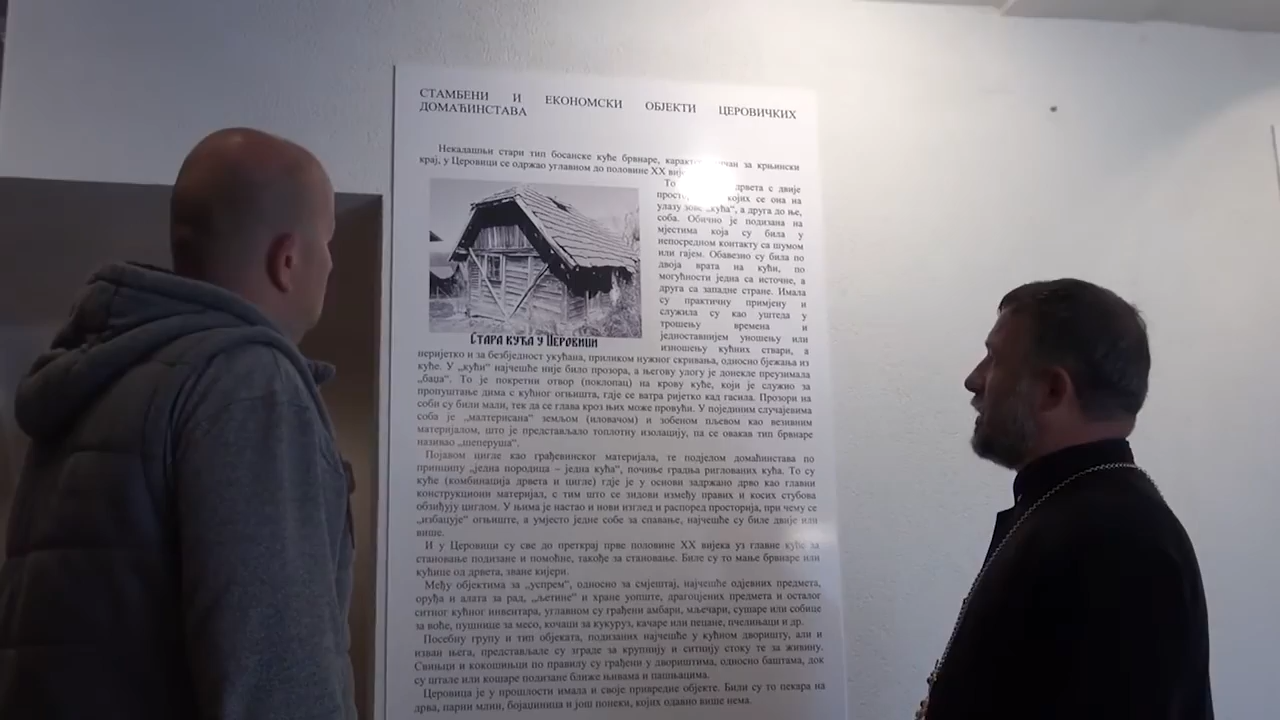 СТАМБЕНИ И ЕКОНОМСКИ ОБЈЕКТИ ЦЕРОВИЧКИХ
ДОМАЋИНСТАВА
Некадашњи стари тип босанске куће брвнаре, за крњински
крај, у Церовици се одржао углавном до половине XX
То дрвета с двије
којих се она на
улазу зове „кућа“, а друга до ње,
соба. Обично је подизана на
мјестима која су била у
непосредном контакту са шумом
или гајем. Обавезно су била по
двоја врата на кући, по
могућности једна са источне, а
друга са западне стране. Имала
су практичну примјену и
служила су као уштеда у
трошењу времена и
једноставнијем уношењу или
изношењу кућних ствари, а
СТАРА КУЋА У ЦЕРОВИЦИ
неријетко и за безбједност укућана, приликом нужног скривања, односно бјежања из
куће. У „кући“ најчешће није било прозора, а његову улогу је донекле преузимала
„баџа“. То је покретни отвор (поклопац) на крову куће, који је служио за
пропуштање дима с кућног огњишта, гдје се ватра ријетко кад гасила. Прозори на
соби су били мали, тек да се глава кроз њих може провући. У појединим случајевима
соба је „малтерисана“ земљом (иловачом) и зобеном пљевом као везивним
материјалом, што је представљало топлотну изолацију, па се овакав тип брвнаре
називао „шеперуша“.
Појавом цигле као грађевинског материјала, те подјелом домаћинстава по
принципу „једна породица – једна кућа“, почиње градња риглованих кућа. То су
куће (комбинација дрвета и цигле) гдје је у основи задржано дрво као главни
конструкциони материјал, с тим што се зидови између правих и косих стубова
обзиђују циглом. У њима је настао и нови изглед и распоред просторија, при чему се
„избацује“ огњиште, а умјесто једне собе за спавање, најчешће су биле двије или
више.
И у Церовици су све до преткрај прве половине XX вијека уз главне куће за
становање подизане и помоћне, такође за становање. Биле су то мање брвнаре или
кућице од дрвета, зване кијери.
Међу објектима за „успрем“, односно за смјештај, најчешће одјевних предмета,
оруђа и алата за рад, „љетине“ и хране уопште, драгоцјених предмета и осталог
ситног кућног инвентара, углавном су грађени амбари, мљечари, сушаре или собице
за воће, пушнице за месо, кочаци за кукуруз, качаре или пецане, пчелињаци и др.
Посебну групу и тип објеката, подизаних најчешће у кућном дворишту, али и
изван њега, представљале су зграде за крупнију и ситнију стоку те за живину.
Свињци и кокошињци по правилу су грађени у двориштима, односно баштама, док
су штале или кошаре подизане ближе њивама и пашњацима.
Церовица је у прошлости имала и своје привредне објекте. Били су то пекара на
дрва, парни млин, бојаџиница и још понеки, којих одавно више нема.